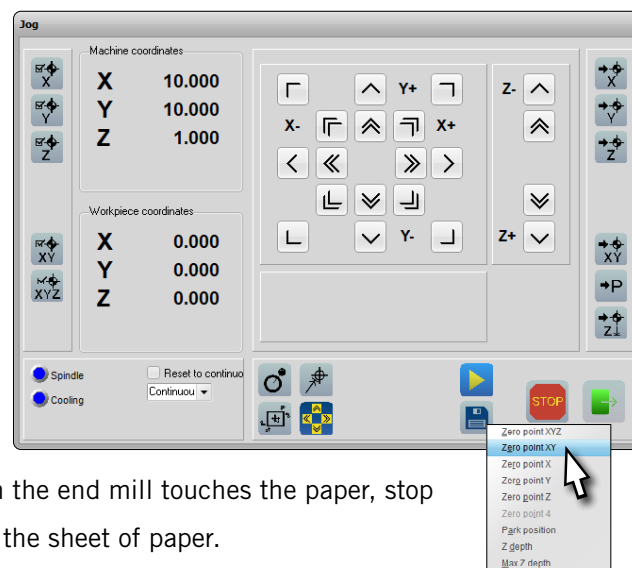 Jog
Machine coordinates
X 10.000
Y 10.000
Z 1.000
Workpiece coordinates
X 0.000
Y 0.000
Z 0.000
X
Y
Z
XY
XYZ
Y+
X- X+
Y-
Z-
Z+
X
Y
Z
XY
P
Z
Spindle
Cooling
Reset to continuo
Continuou
STOP
Zero point XYZ
Zero point XY
Zero point X
Zero point Y
Zero point Z
Zero point 4
Park position
Z depth
Max Z depth
the end mill touches the paper, stop
the sheet of paper.